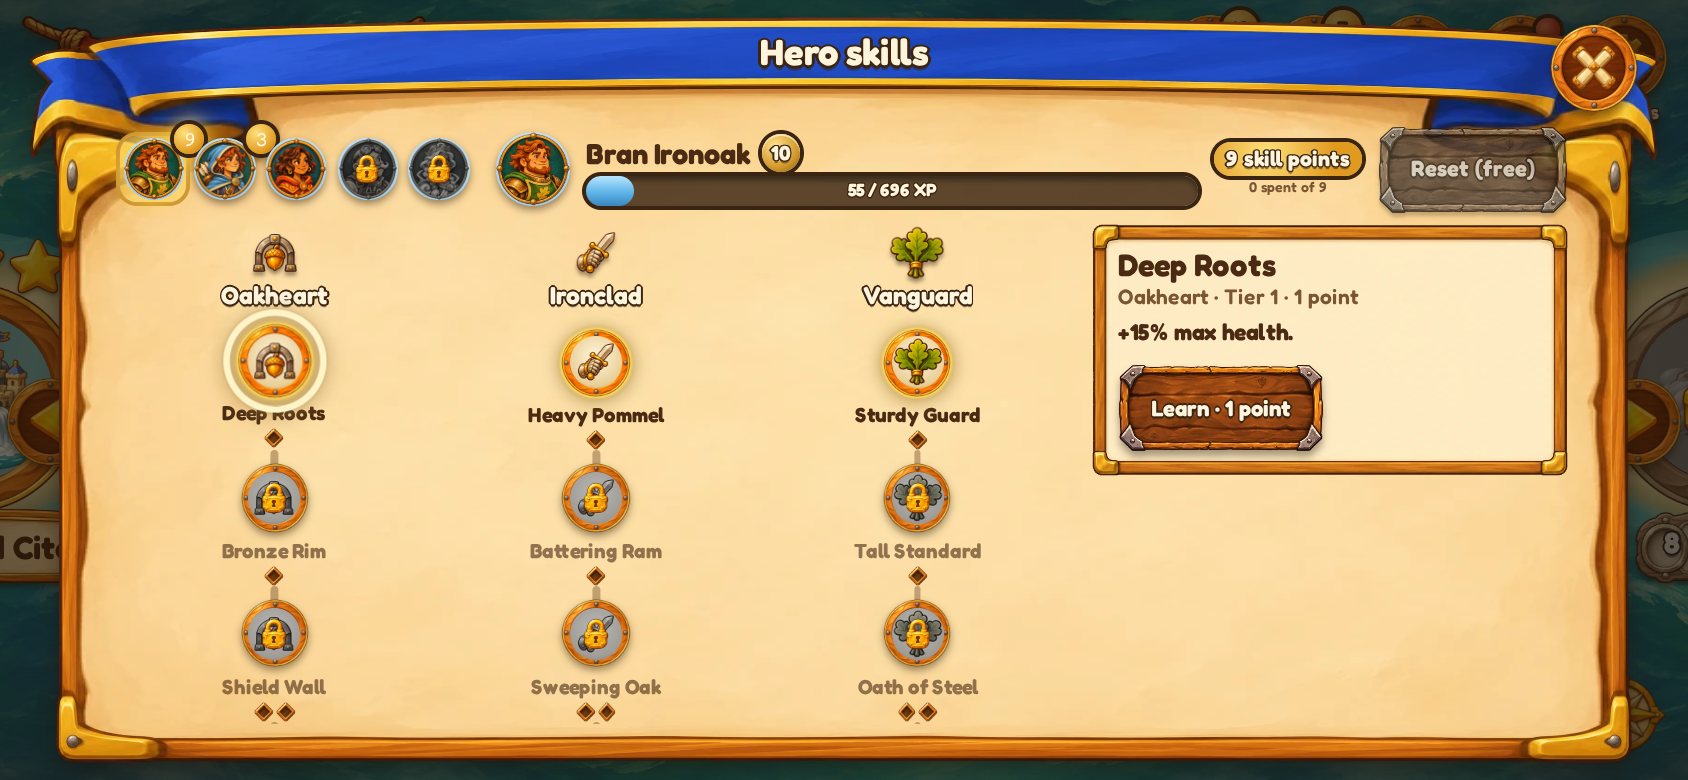 Hero skills
9
3
Bran Ironoak
10
55 / 696 XP
9 skill points
0 spent of 9
Reset (free)
Oakheart
Ironclad
Vanguard
Deep Roots
Heavy Pommel
Sturdy Guard
Bronze Rim
Battering Ram
Tall Standard
Shield Wall
Sweeping Oak
Oath of Steel
Deep Roots
Oakheart · Tier 1 · 1 point
+15% max health.
Learn · 1 point
8